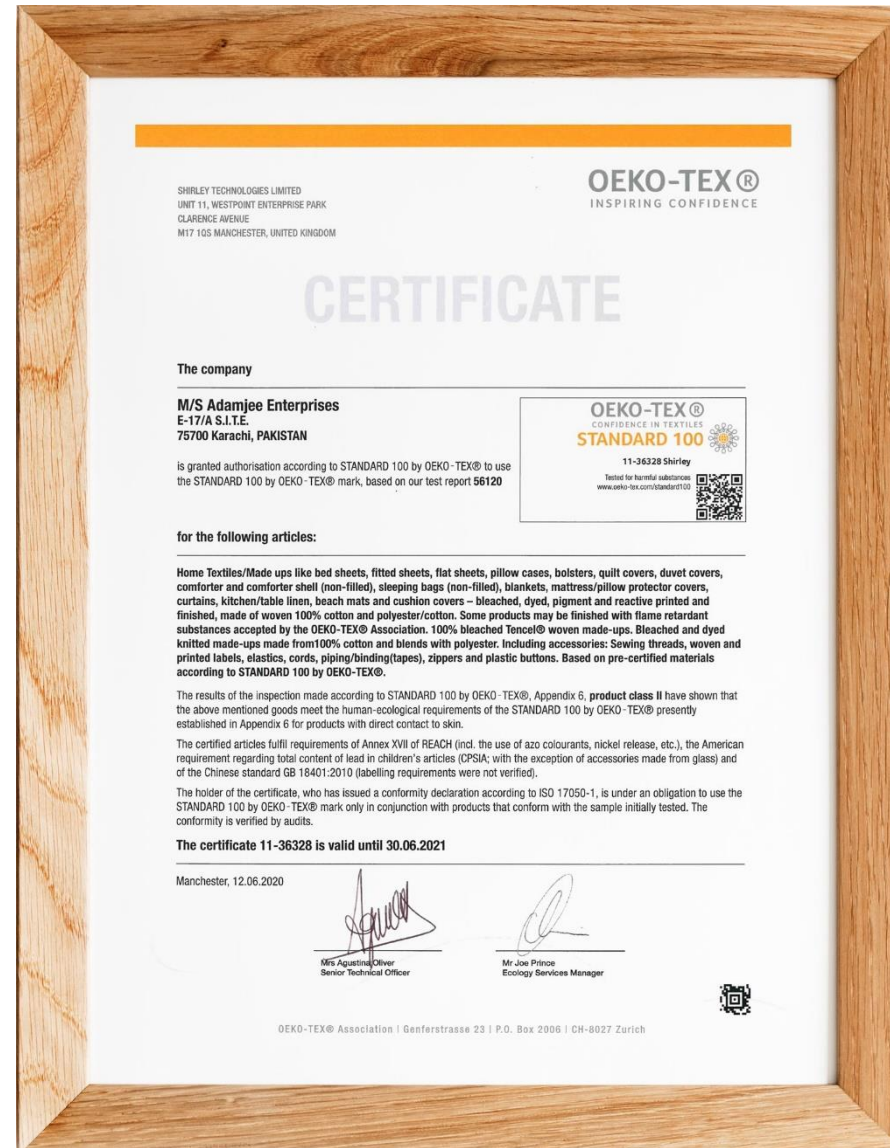 SHIRLEY TECHNOLOGIES LIMITED
UNIT 11, WESTPOINT ENTERPRISE PARK
CLARENCE AVENUE
M17 1QS MANCHESTER, UNITED KINGDOM
OEKO-TEX®
INSPIRING CONFIDENCE
CERTIFICATE
The company
M/S Adamjee Enterprises
E-17/A S.I.T.E.
75700 Karachi, PAKISTAN
is granted authorisation according to STANDARD 100 by OEKO-TEX® to use
the STANDARD 100 by OEKO-TEX® mark, based on our test report 56120
OEKO-TEX®
CONFIDENCE IN TEXTILES
STANDARD 100
11-36328 Shirley
Tested for harmful substances
www.oeko-tex.com/standard100
for the following articles:
Home Textiles/Made ups like bed sheets, fitted sheets, flat sheets, pillow cases, bolsters, quilt covers, duvet covers,
comforter and comforter shell (non-filled), sleeping bags (non-filled), blankets, mattress/pillow protector covers,
curtains, kitchen/table linen, beach mats and cushion covers – bleached, dyed, pigment and reactive printed and
finished, made of woven 100% cotton and polyester/cotton. Some products may be finished with flame retardant
substances accepted by the OEKO-TEX® Association. 100% bleached Tencel® woven made-ups. Bleached and dyed
knitted made-ups made from100% cotton and blends with polyester. Including accessories: Sewing threads, woven and
printed labels, elastics, cords, piping/binding(tapes), zippers and plastic buttons. Based on pre-certified materials
according to STANDARD 100 by OEKO-TEX®.
The results of the inspection made according to STANDARD 100 by OEKO-TEX®, Appendix 6, product class II have shown that
the above mentioned goods meet the human-ecological requirements of the STANDARD 100 by OEKO-TEX® presently
established in Appendix 6 for products with direct contact to skin.
The certified articles fulfil requirements of Annex XVII of REACH (incl. the use of azo colourants, nickel release, etc.), the American
requirement regarding total content of lead in children's articles (CPSIA; with the exception of accessories made from glass) and
of the Chinese standard GB 18401:2010 (labelling requirements were not verified).
The holder of the certificate, who has issued a conformity declaration according to ISO 17050-1, is under an obligation to use the
STANDARD 100 by OEKO-TEX® mark only in conjunction with products that conform with the sample initially tested. The
conformity is verified by audits.
The certificate 11-36328 is valid until 30.06.2021
Manchester, 12.06.2020
Mrs Agustina Oliver
Senior Technical Officer
Mr Joe Prince
Ecology Services Manager
OEKO-TEX® Association | Genferstrasse 23 | P.O. Box 2006 | CH-8027 Zurich